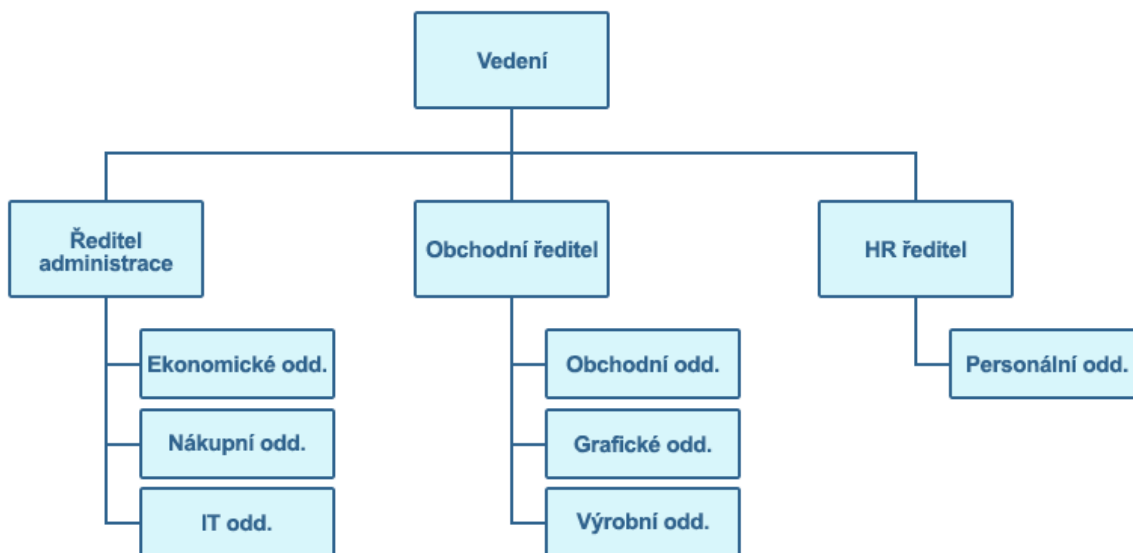 Vedení
Ředitel
administrace
Obchodní ředitel
HR ředitel
Ekonomické odd.
Nákupní odd.
IT odd.
Obchodní odd.
Grafické odd.
Výrobní odd.
Personální odd.